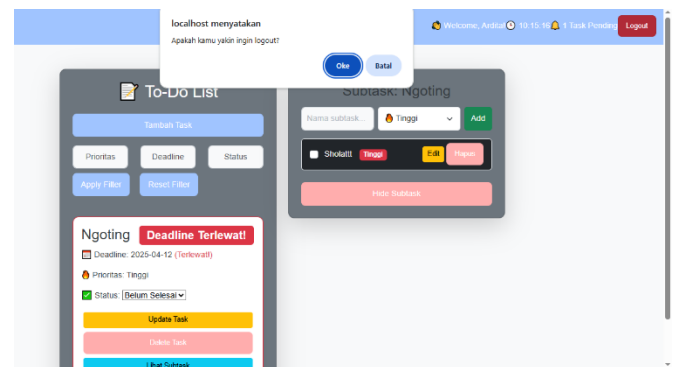 localhost menyatakan
Apakah kamu yakin ingin logout?
Oke
Batal
Welcome, Ardita!
10:15:16
1 Task Pending
Logout
To-Do List
Tambah Task
Prioritas
Deadline
Status
Apply Filter
Reset Filter
Ngoting
Deadline Terlewat!
Deadline: 2025-04-12 (Terlewat!)
Prioritas: Tinggi
Status: Belum Selesai
Update Task
Delete Task
Lihat Subtask
Subtask: Ngoting
Nama subtask...
Tinggi
Add
Sholattt
Tinggi
Edit
Hapus
Hide Subtask